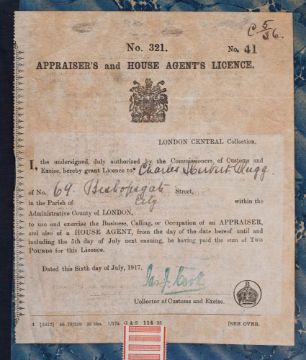 C 5/56.
No. 321.
No. 41
APPRAISER'S and HOUSE AGENT'S LICENCE.
LONDON CENTRAL Collection.
I, the undersigned duly authorised by the Commissioners of Customs and
Excise, hereby grant Licence to Charles Herbert Bugg
of No. 64 Bishopsgate Street,
in the Parish of City within the
Administrative County of LONDON,
to use and exercise the Business, Calling, or Occupation of an APPRAISER,
and also of a HOUSE AGENT, from the day of the date hereof until and
including the 5th day of July next ensuing, he having paid the sum of Two
POUNDS for this Licence.
Dated this Sixth day of July, 1917.
Jas. J. Cook
Collector of Customs and Excise.
[OVER.